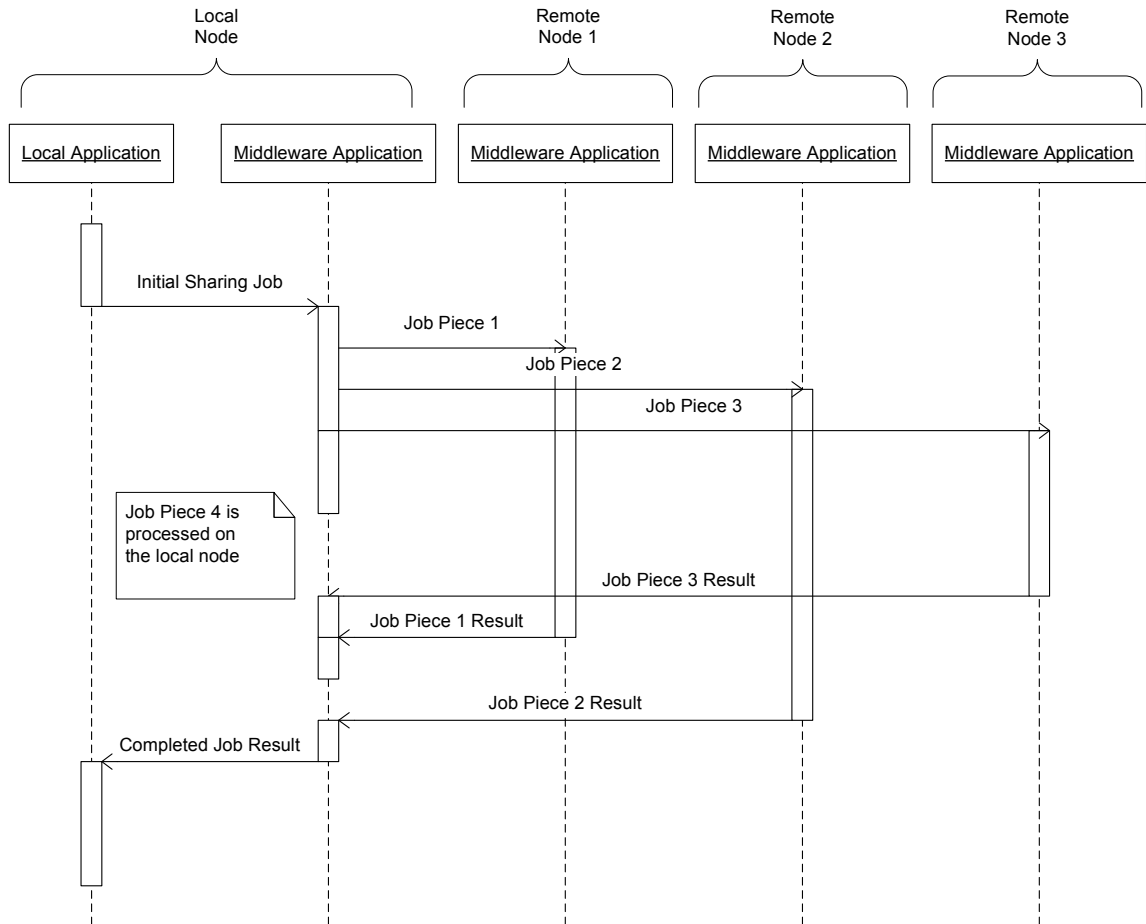 Local
Node
Remote
Node 1
Remote
Node 2
Remote
Node 3
Local Application
Middleware Application
Middleware Application
Middleware Application
Middleware Application
Initial Sharing Job
Job Piece 1
Job Piece 2
Job Piece 3
Job Piece 4 is
processed on
the local node
Job Piece 3 Result
Job Piece 1 Result
Job Piece 2 Result
Completed Job Result